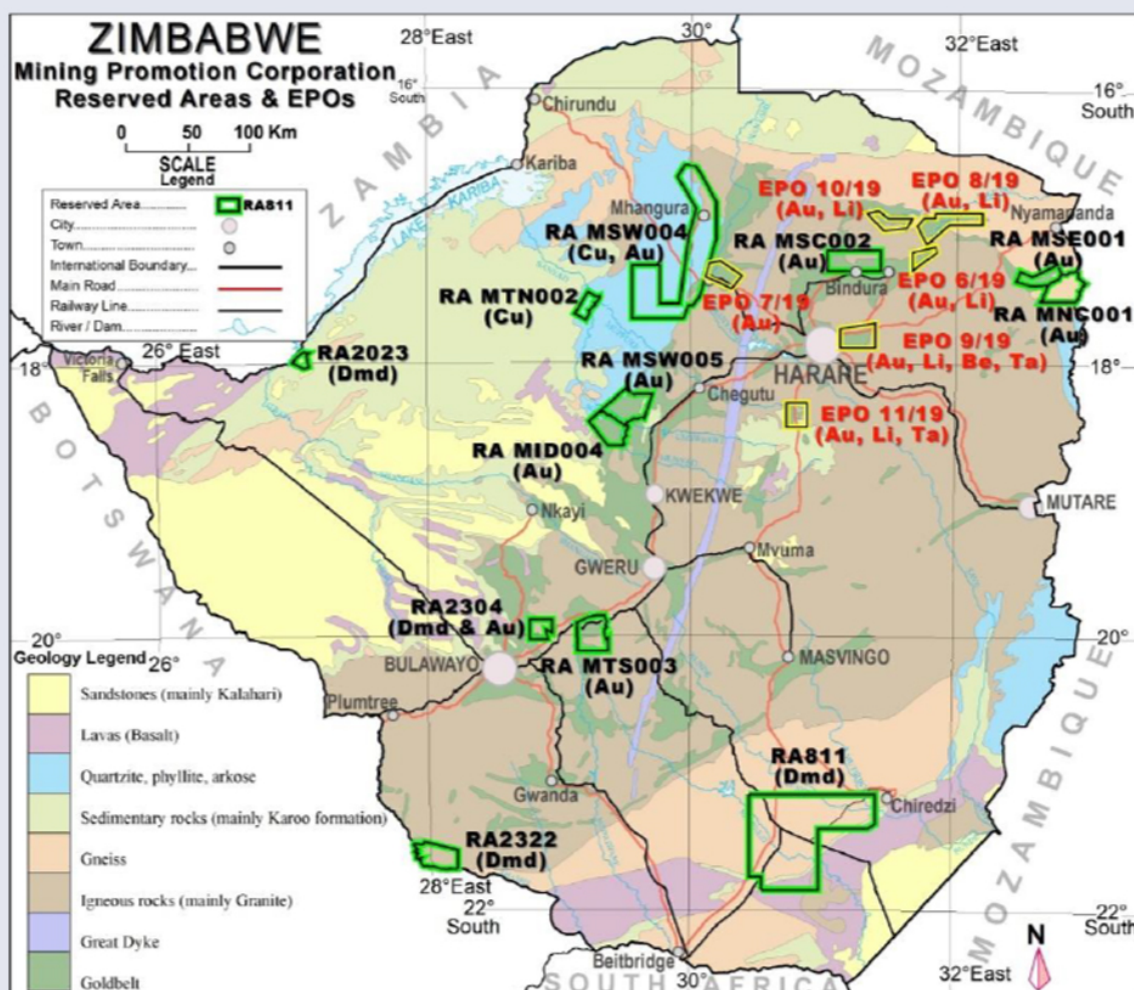 ZIMBABWE
Mining Promotion Corporation
Reserved Areas & EPOs
0 50 100 Km
SCALE
Legend
Reserved Area RA811
City
Town
International Boundary
Main Road
Railway Line
River / Dam
28°East
30°
32°East
16°
South
16°
South
ZAMBIA
MOZAMBIQUE
Chirundu
Kariba
LAKE KARIBA
Mhangura
EPO 10/19
(Au, Li)
EPO 8/19
(Au, Li)
Nyamapanda
RA MSW004
(Cu, Au)
RA MSC002
(Au)
RA MSE001
(Au)
Bindura
RA MTN002
(Cu)
EPO 7/19
(Au)
EPO 6/19
(Au, Li)
RA MNC001
(Au)
26° East
Victoria
Falls
18°
18°
RA2023
(Dmd)
RA MSW005
(Au)
HARARE
EPO 9/19
(Au, Li, Be, Ta)
Chegutu
EPO 11/19
(Au, Li, Ta)
BOTSWANA
RA MID004
(Au)
Nkayi
KWEKWE
MUTARE
GWERU
Mvuma
RA2304
(Dmd & Au)
20°
20°
26°
BULAWAYO
RA MTS003
(Au)
MASVINGO
Plumtree
MOZAMBIQUE
Geology Legend
Sandstones (mainly Kalahari)
Lavas (Basalt)
Quartzite, phyllite, arkose
Sedimentary rocks (mainly Karoo formation)
Gneiss
Igneous rocks (mainly Granite)
Great Dyke
Goldbelt
Gwanda
RA811
(Dmd)
Chiredzi
RA2322
(Dmd)
28°East
22°
South
22°
South
Beitbridge
30°
SOUTH AFRICA
32°East
N